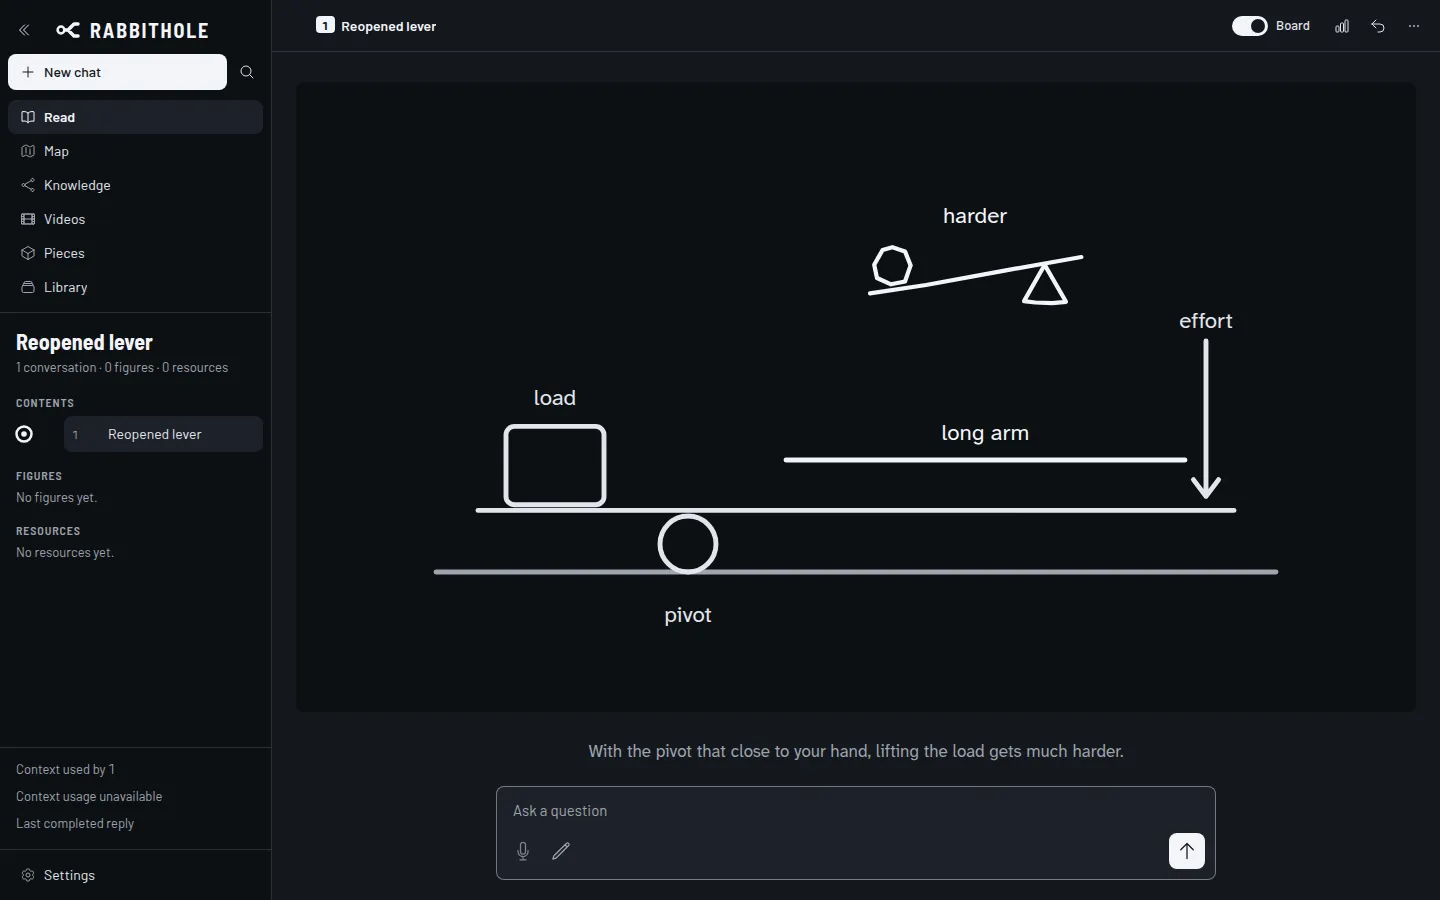 RABBITHOLE
New chat
Read
Map
Knowledge
Videos
Pieces
Library
Reopened lever
1 conversation · 0 figures · 0 resources
CONTENTS
1 Reopened lever
FIGURES
No figures yet.
RESOURCES
No resources yet.
Context used by 1
Context usage unavailable
Last completed reply
Settings
1 Reopened lever
Board
harder
effort
load
long arm
pivot
With the pivot that close to your hand, lifting the load gets much harder.
Ask a question